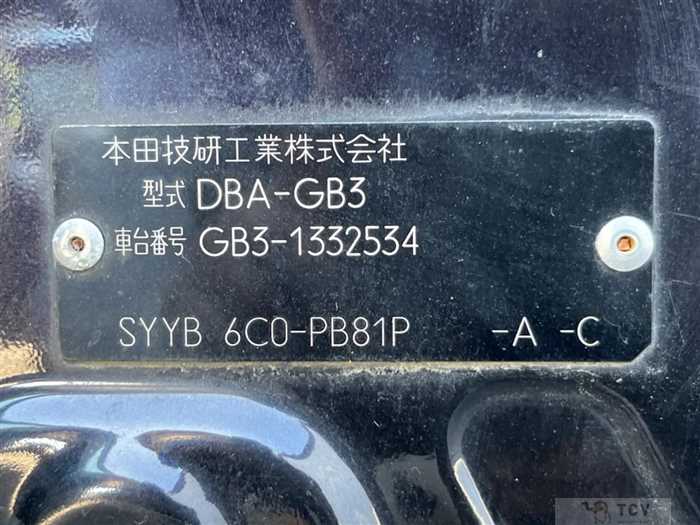 本田技研工業株式会社
型式 DBA-GB3
車台番号 GB3-1332534
SYYB 6C0-PB81P -A -C
TCV